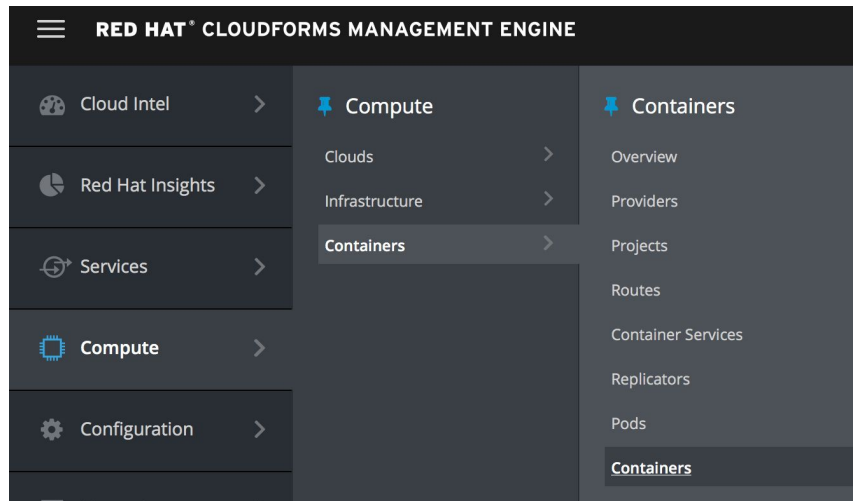 RED HAT® CLOUDFORMS MANAGEMENT ENGINE
Cloud Intel
Red Hat Insights
Services
Compute
Configuration
Compute
Clouds
Infrastructure
Containers
Containers
Overview
Providers
Projects
Routes
Container Services
Replicators
Pods
Containers